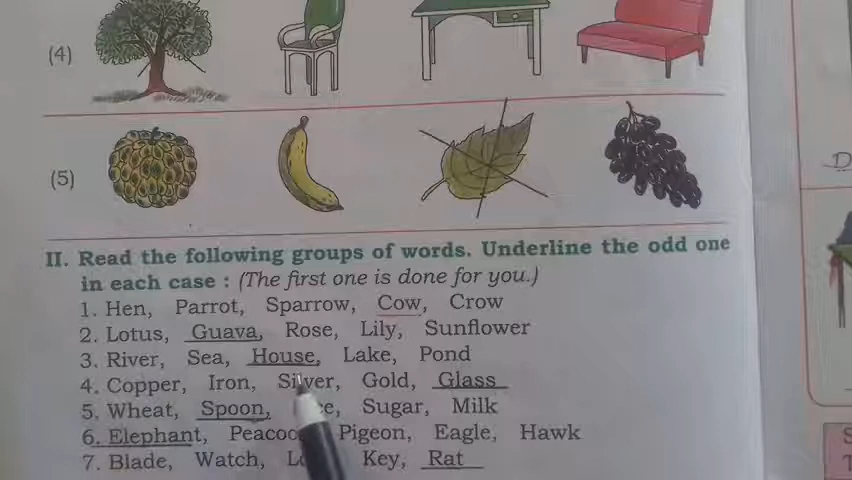 (4)
(5)
II. Read the following groups of words. Underline the odd one
in each case : (The first one is done for you.)
1. Hen, Parrot, Sparrow, Cow, Crow
2. Lotus, Guava, Rose, Lily, Sunflower
3. River, Sea, House, Lake, Pond
4. Copper, Iron, Silver, Gold, Glass
5. Wheat, Spoon, Sugar, Milk
6. Elephant, Pigeon, Eagle, Hawk
7. Blade, Watch, Key, Rat